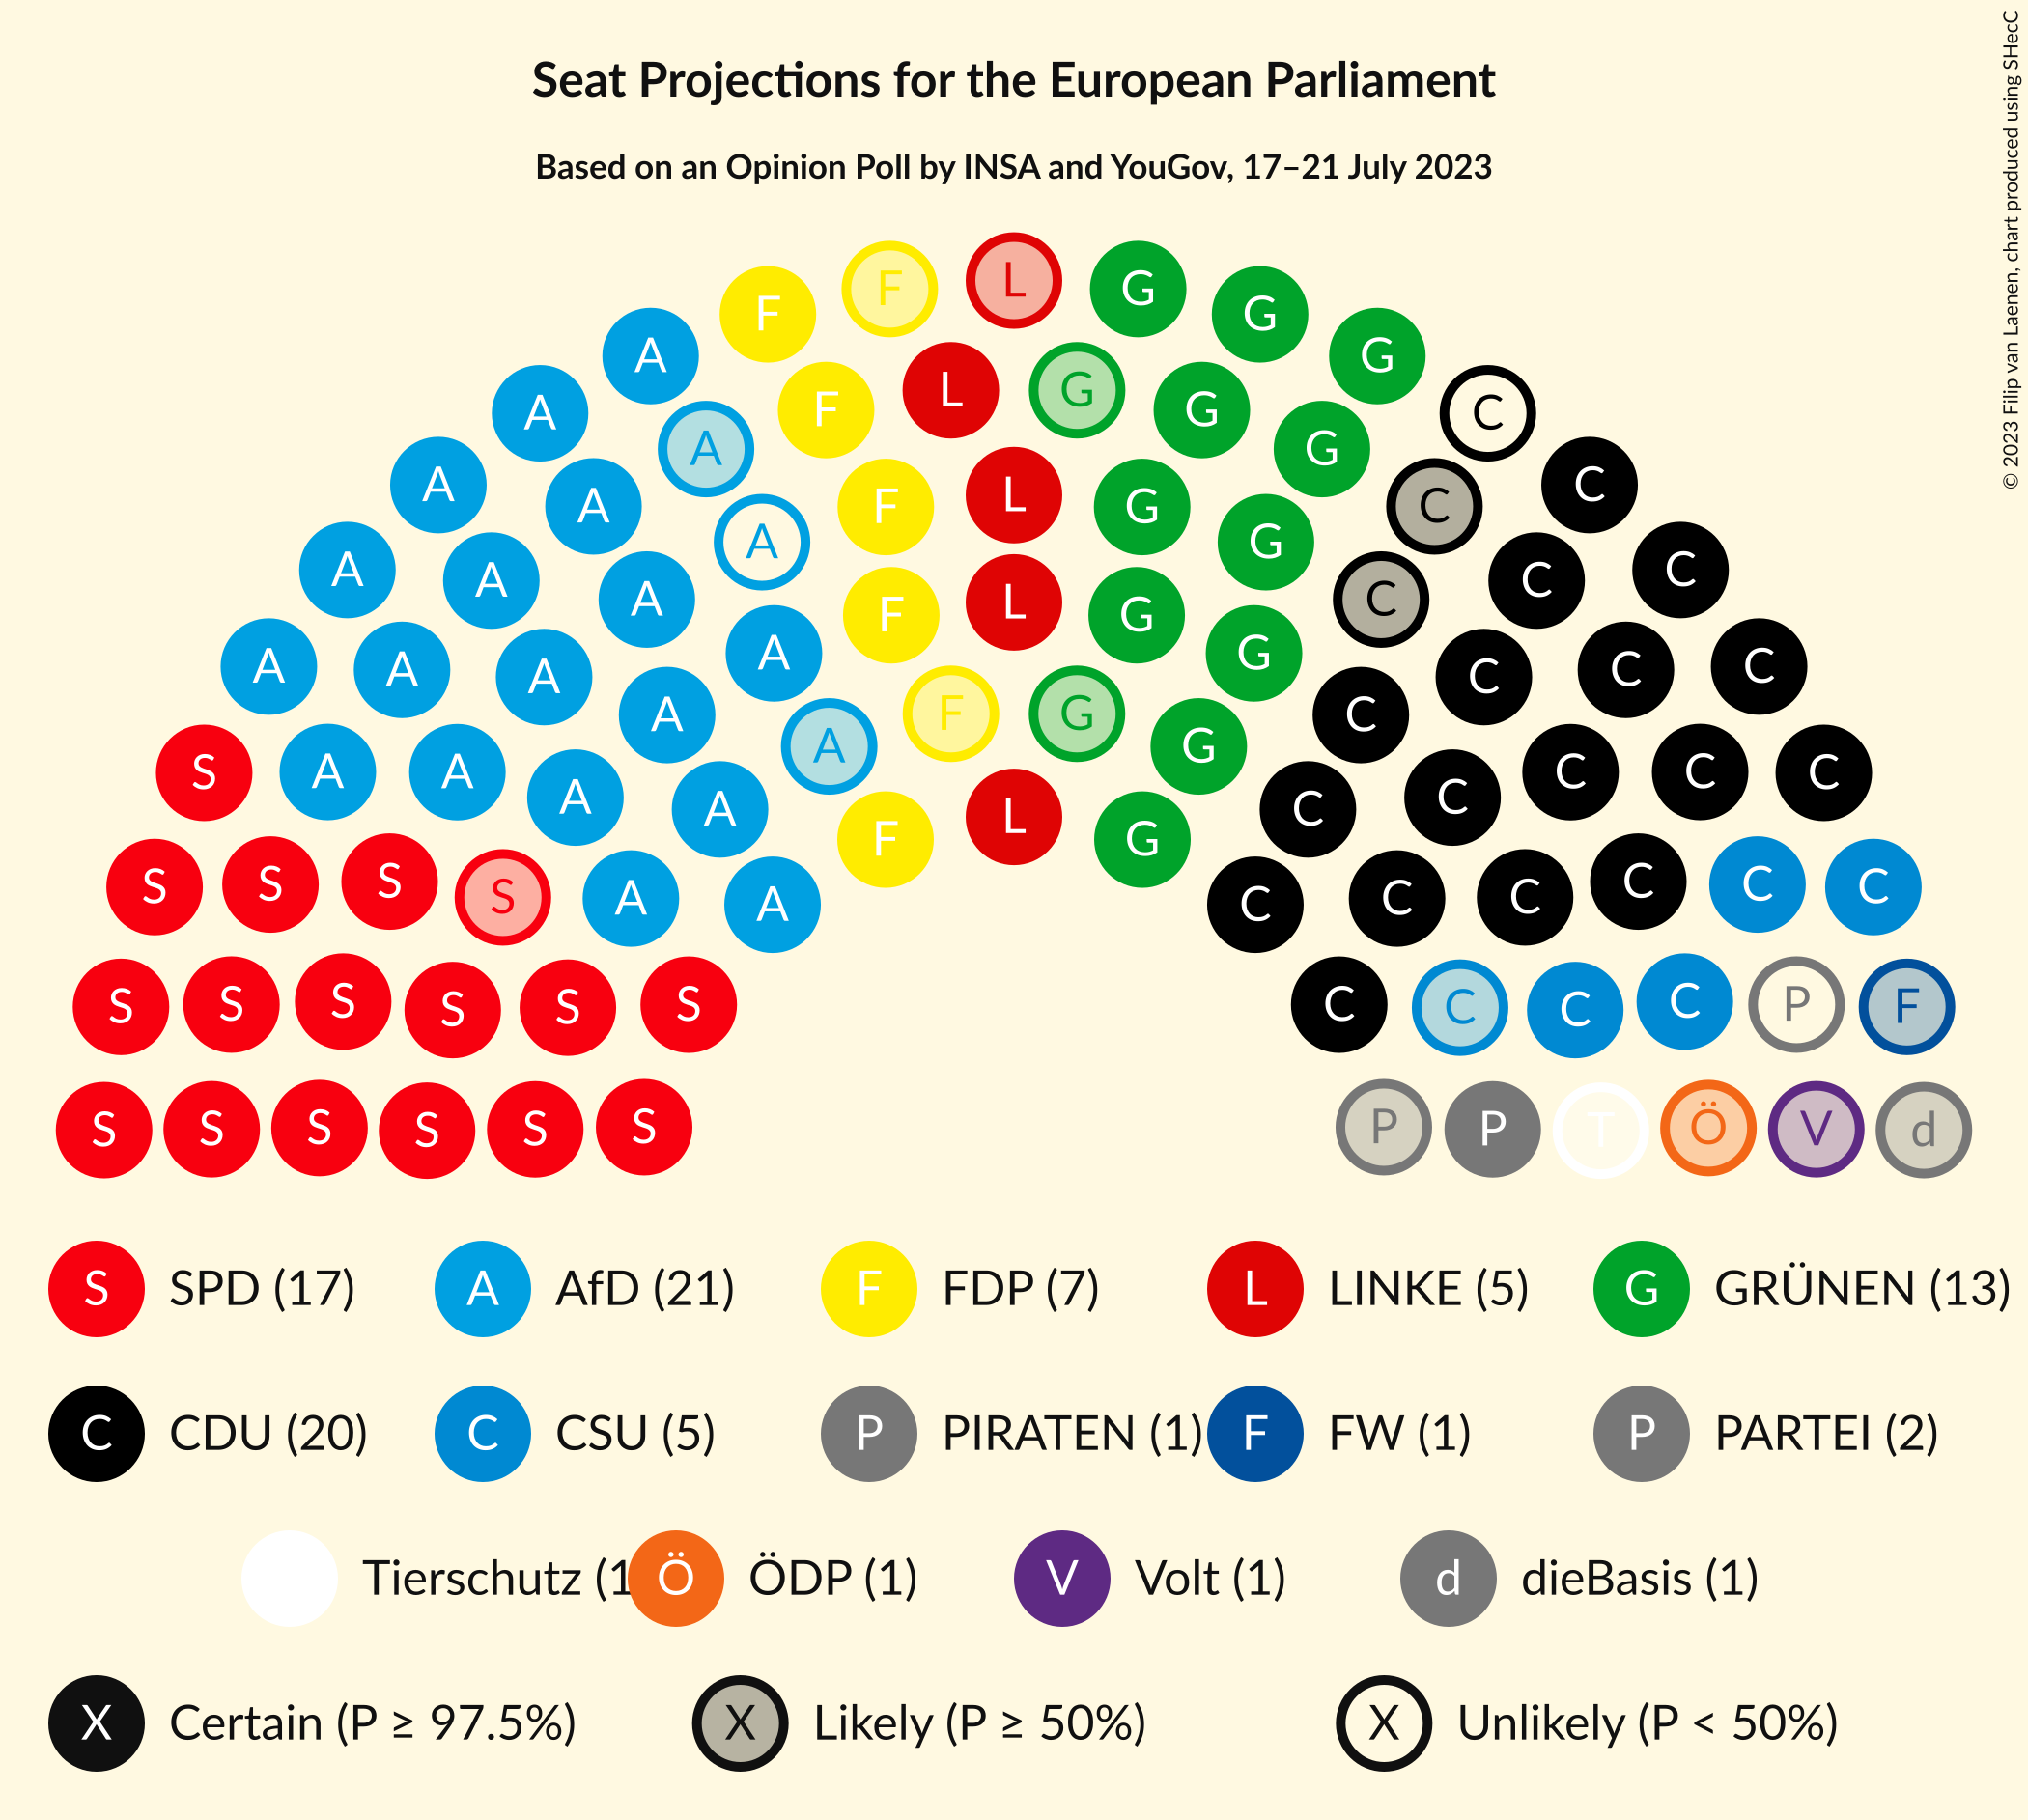 Seat Projections for the European Parliament
Based on an Opinion Poll by INSA and YouGov, 17–21 July 2023
© 2023 Filip van Laenen, chart produced using SHecC
F L G
F G
A G
A F L G G C
A A F G C C
A A F L G G C
A A A F L G C C C
A A A A A G C C C C
S A A A A F G C C C C C
A A A F L G C C C C C
S S S S A A C C C C C C
S S S S S S C C C C P F
S S S S S S P P T Ö V d
S SPD (17) A AfD (21) F FDP (7) L LINKE (5) G GRÜNEN (13)
C CDU (20) C CSU (5) P PIRATEN (1) F FW (1) P PARTEI (2)
Tierschutz (1 Ö ÖDP (1) V Volt (1) d dieBasis (1)
X Certain (P ≥ 97.5%) X Likely (P ≥ 50%) X Unlikely (P < 50%)